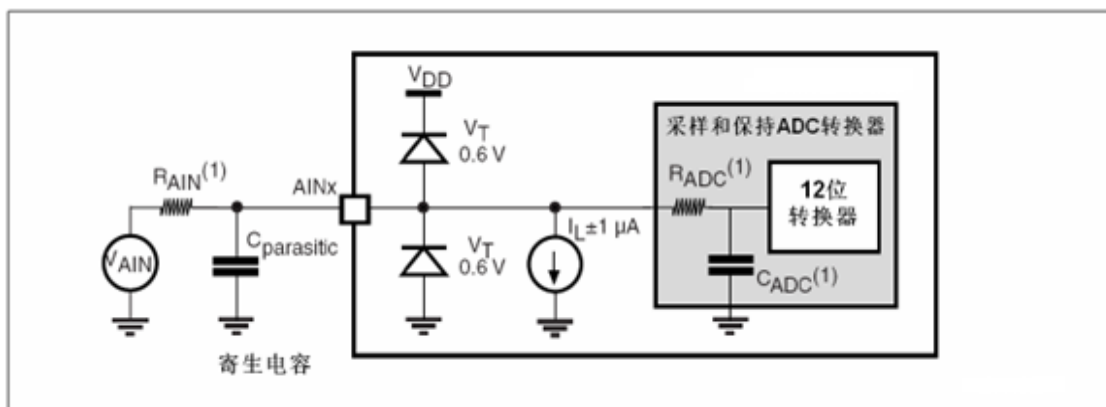 VDD
VT
0.6 V
采样和保持ADC转换器
RAIN(1)
AINx
RADC(1)
12位
转换器
VAIN
Cparasitic
VT
0.6 V
IL±1 μA
CADC(1)
寄生电容